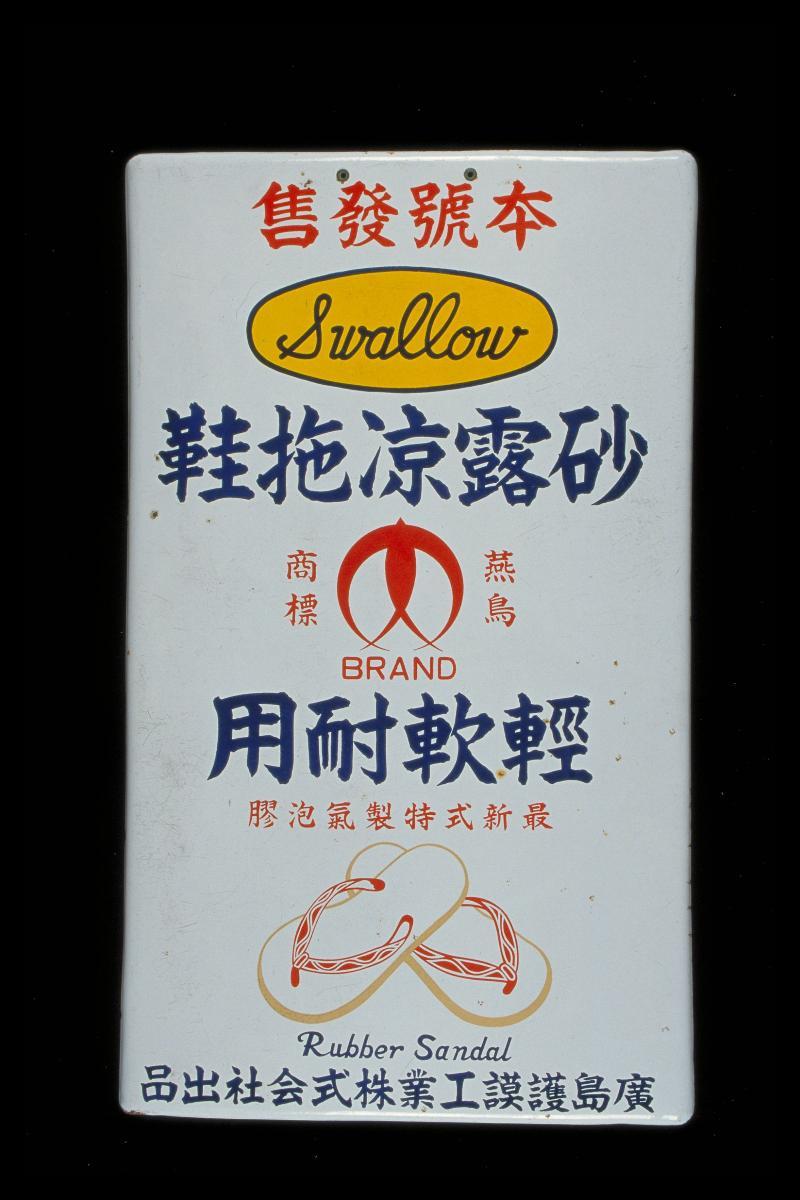 本號發售
Swallow
砂露凉拖鞋
燕鳥
商標
BRAND
輕軟耐用
最新式特製氣泡膠
Rubber Sandal
廣島護謨工業株式会社出品